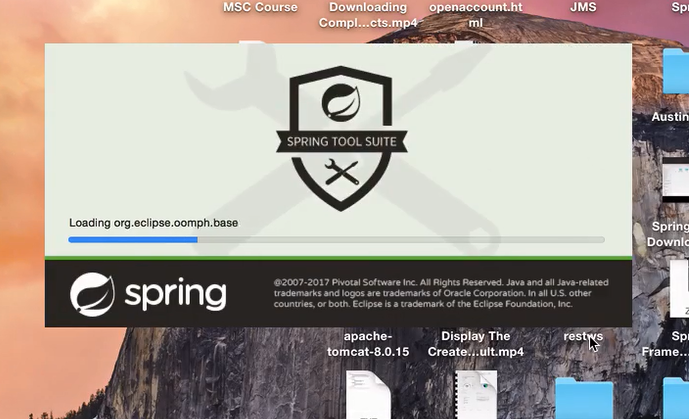 MSC Course
Downloading
Compl...cts.mp4
openaccount.ht
ml
JMS
SPRING TOOL SUITE
Austin
Loading org.eclipse.oomph.base
Spring
Downlo
spring
@2007-2017 Pivotal Software Inc. All Rights Reserved. Java and all Java-related
trademarks and logos are trademarks of Oracle Corporation. In all U.S. other
countries, or both. Eclipse is a trademark of the Eclipse Foundation, Inc.
apache-
tomcat-8.0.15
Display The
Create...ult.mp4
restws
Frame...